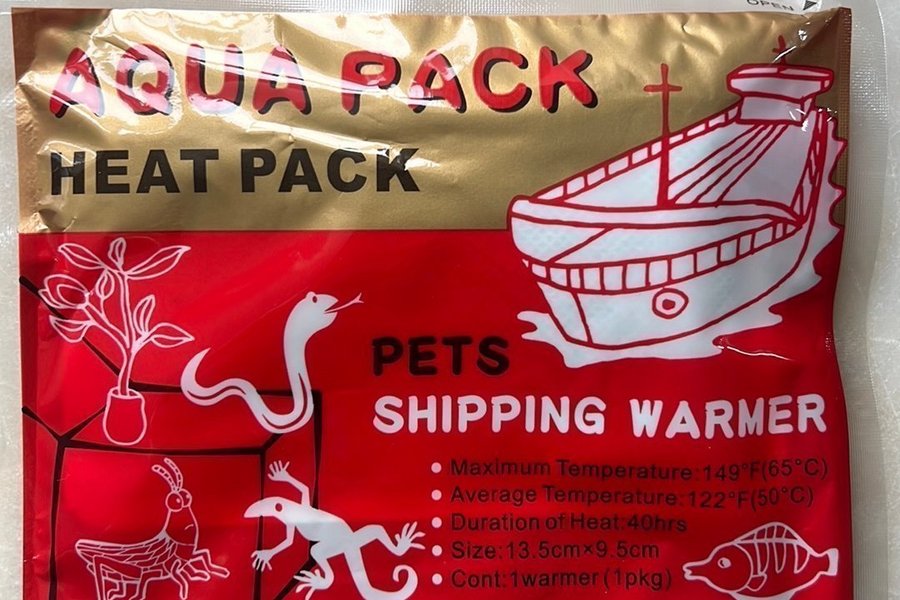 OPEN
AQUA PACK
HEAT PACK
PETS
SHIPPING WARMER
Maximum Temperature:149°F(65°C)
Average Temperature:122°F(50°C)
Duration of Heat:40hrs
Size:13.5cm×9.5cm
Cont:1warmer(1pkg)